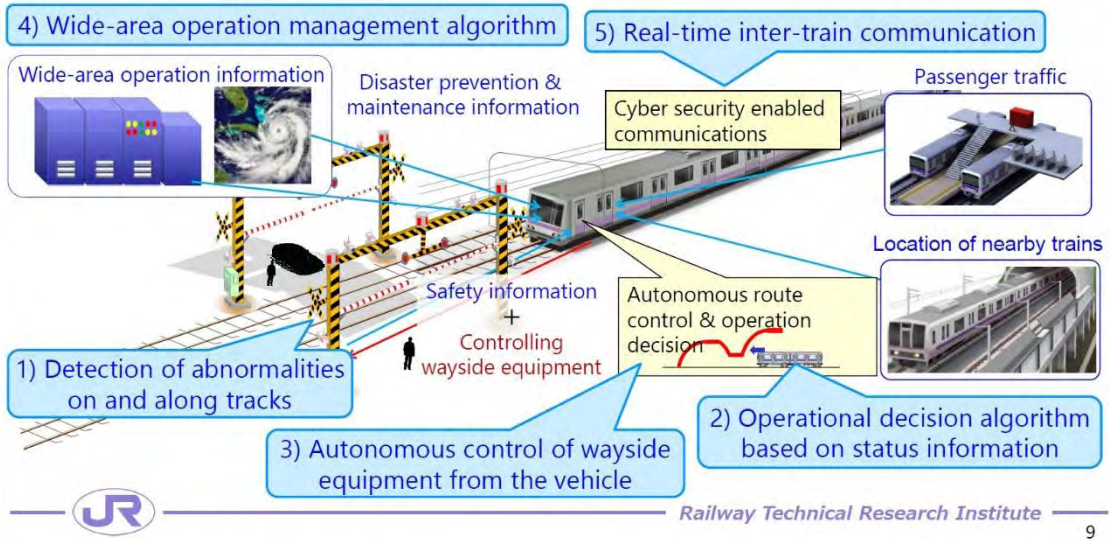 4) Wide-area operation management algorithm
5) Real-time inter-train communication
Wide-area operation information
Disaster prevention &
maintenance information
Cyber security enabled
communications
Passenger traffic
Location of nearby trains
Safety information
+
Controlling
wayside equipment
Autonomous route
control & operation
decision
1) Detection of abnormalities
on and along tracks
3) Autonomous control of wayside
equipment from the vehicle
2) Operational decision algorithm
based on status information
JR
Railway Technical Research Institute
9